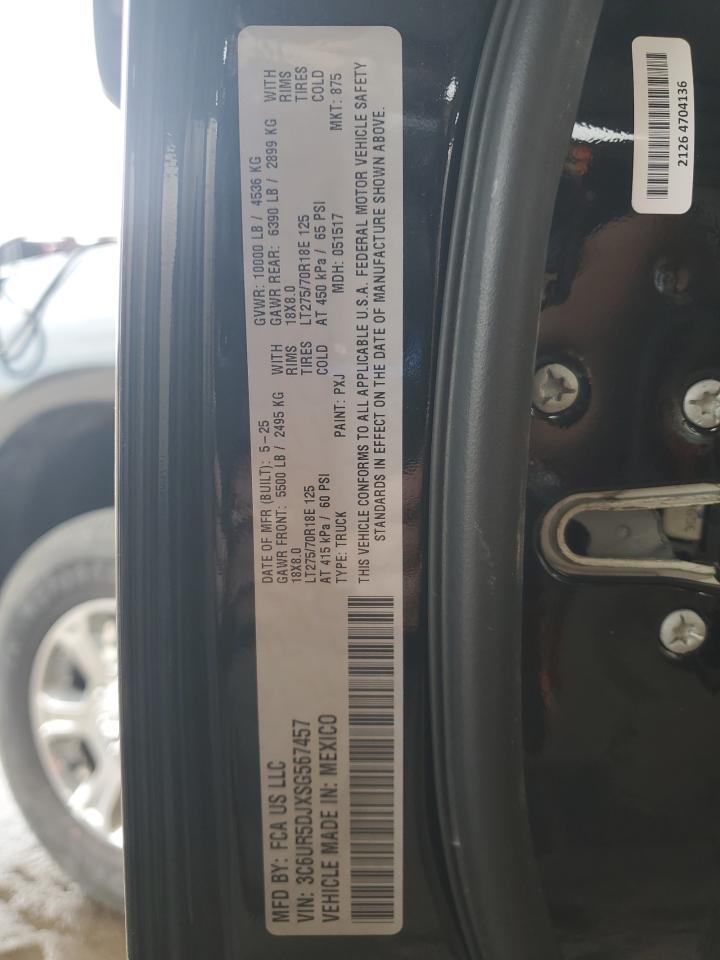 MFD BY: FCA US LLC
VIN: 3C6UR5DJXSG567457
VEHICLE MADE IN: MEXICO
DATE OF MFR (BUILT): 5-25 GVWR: 10000 LB / 4536 KG
GAWR FRONT: 5500 LB / 2495 KG WITH GAWR REAR: 6390 LB / 2899 KG WITH
18X8.0 RIMS 18X8.0 RIMS
LT275/70R18E 125 TIRES LT275/70R18E 125 TIRES
AT 415 kPa / 60 PSI COLD AT 450 kPa / 65 PSI COLD
TYPE: TRUCK PAINT: PXJ MDH: 051517 MKT: 875
THIS VEHICLE CONFORMS TO ALL APPLICABLE U.S.A. FEDERAL MOTOR VEHICLE SAFETY
STANDARDS IN EFFECT ON THE DATE OF MANUFACTURE SHOWN ABOVE.
2126 4704136